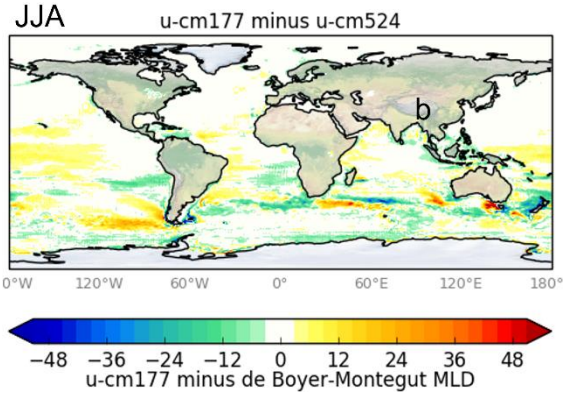 JJA
u-cm177 minus u-cm524
b
0°W 120°W 60°W 0° 60°E 120°E 180°
−48 −36 −24 −12 0 12 24 36 48
u-cm177 minus de Boyer-Montegut MLD